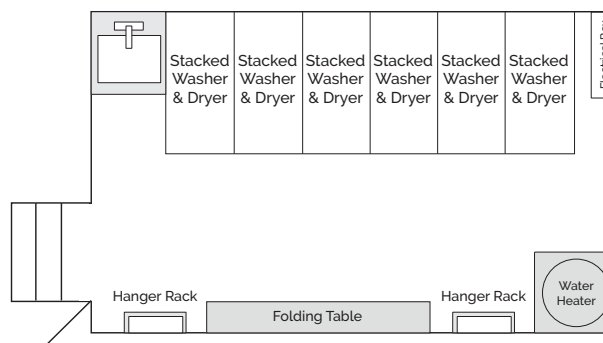 Stacked
Washer
& Dryer
Stacked
Washer
& Dryer
Stacked
Washer
& Dryer
Stacked
Washer
& Dryer
Stacked
Washer
& Dryer
Stacked
Washer
& Dryer
Hanger Rack
Folding Table
Hanger Rack
Water
Heater